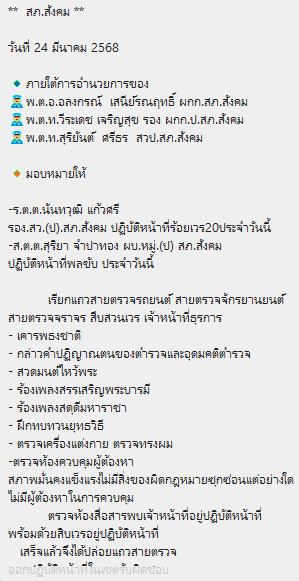 ** สภ.สังคม **
วันที่ 24 มีนาคม 2568
🔹ภายใต้การอำนวยการของ
👮พ.ต.อ.อลงกรณ์ เสนีย์รณฤทธิ์ ผกก.สภ.สังคม
👮พ.ต.ท.วีระเดช เจริญสุข รอง ผกก.ป.สภ.สังคม
👮พ.ต.ท.สุริยันต์ ศรีธร สวป.สภ.สังคม
🔸มอบหมายให้
-ร.ต.ต.นันทวุฒิ แก้วศรี
รอง.สว.(ป).สภ.สังคม ปฏิบัติหน้าที่ร้อยเวร20ประจำวันนี้
-ส.ต.ต.สุริยา จำปาทอง ผบ.หมู่.(ป) สภ.สังคม
ปฏิบัติหน้าที่พลขับ ประจำวันนี้
เรียกแถวสายตรวจรถยนต์ สายตรวจจักรยานยนต์
สายตรวจจราจร สืบสวนเวร เจ้าหน้าที่ธุรการ
- เคารพธงชาติ
- กล่าวคำปฏิญาณตนของตำรวจและอุดมคติตำรวจ
- สวดมนต์ไหว้พระ
- ร้องเพลงสรรเสริญพระบารมี
- ร้องเพลงสดุดีมหาราชา
- ฝึกทบทวนยุทธวิธี
- ตรวจเครื่องแต่งกาย ตรวจทรงผม
-ตรวจห้องควบคุมผู้ต้องหา
สภาพมั่นคงแข็งแรงไม่มีสิ่งของผิดกฎหมายซุกซ่อนแต่อย่างใด
ไม่มีผู้ต้องหาในการควบคุม
ตรวจห้องสื่อสารพบเจ้าหน้าที่อยู่ปฏิบัติหน้าที่
พร้อมด้วยสิบเวรอยู่ปฏิบัติหน้าที่
เสร็จแล้วจึงได้ปล่อยแถวสายตรวจ
ออกปฏิบัติหน้าที่ในเขตรับผิดชอบ